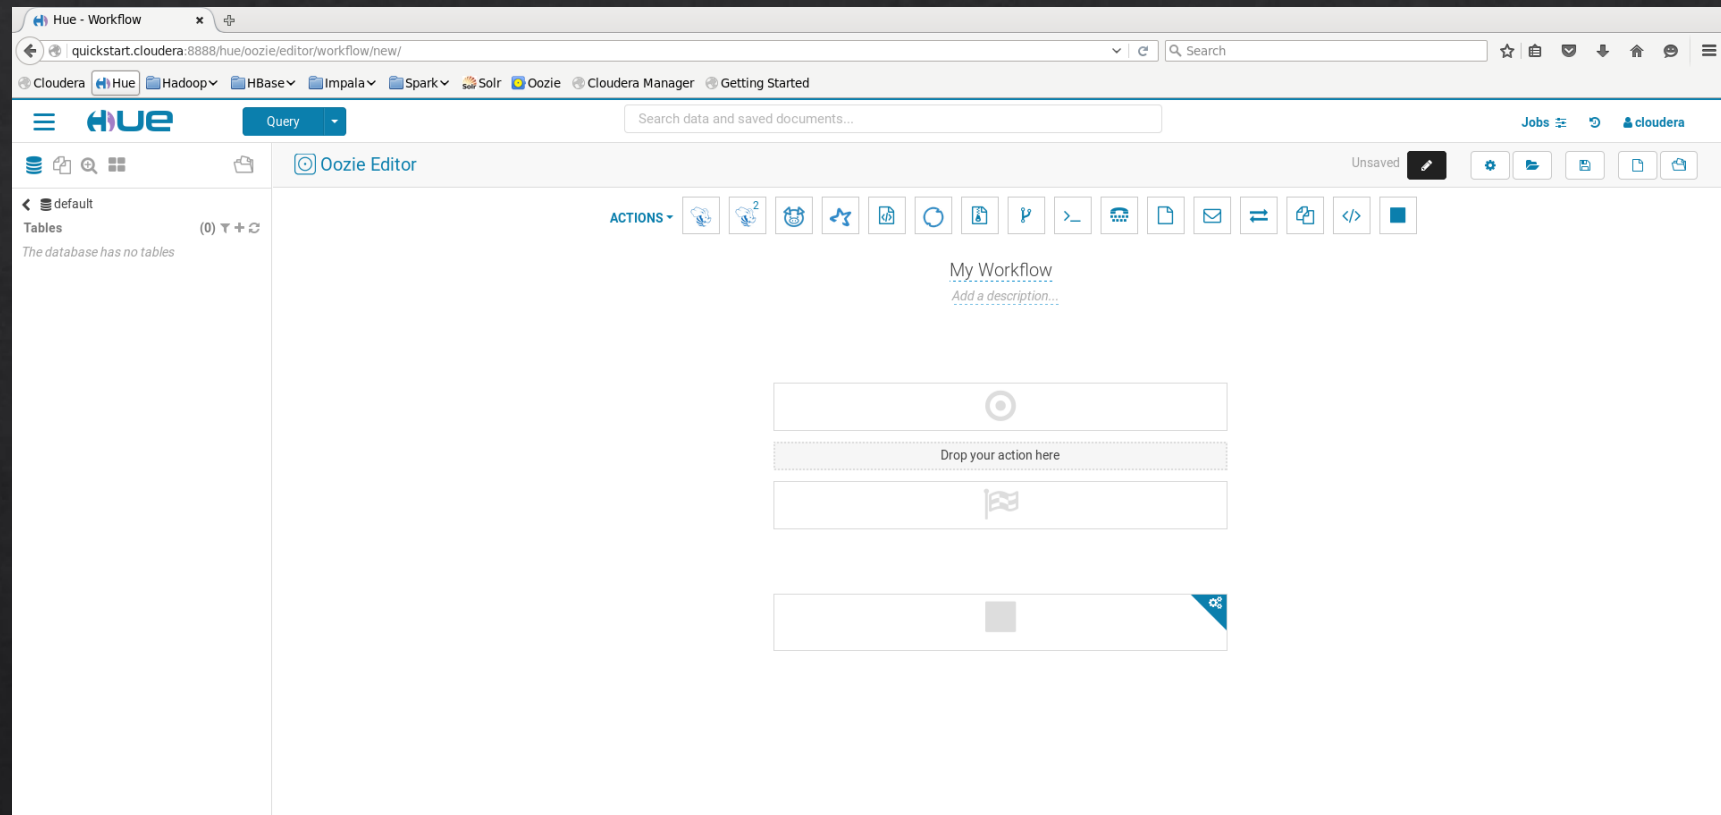 Hue - Workflow
quickstart.cloudera:8888/hue/oozie/editor/workflow/new/
Search
Cloudera Hue Hadoop HBase Impala Spark Solr Oozie Cloudera Manager Getting Started
HUE Query Search data and saved documents... Jobs cloudera
Oozie Editor Unsaved
default
Tables (0)
The database has no tables
ACTIONS 2
My Workflow
Add a description...
Drop your action here